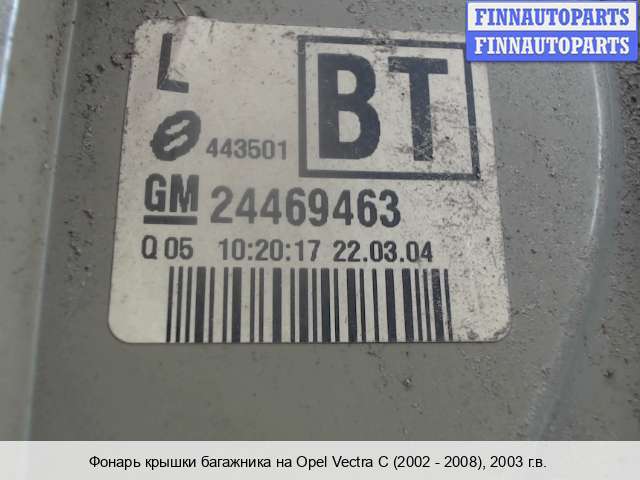 FINNAUTOPARTS
FINNAUTOPARTS
L
BT
443501
GM 24469463
Q 05 10:20:17 22.03.04
Фонарь крышки багажника на Opel Vectra C (2002 - 2008), 2003 г.в.